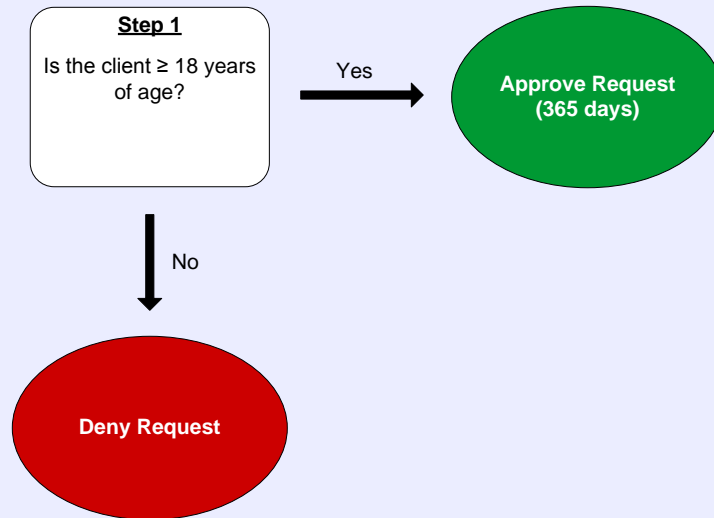 Step 1
Is the client ≥ 18 years
of age?
Yes
Approve Request
(365 days)
No
Deny Request